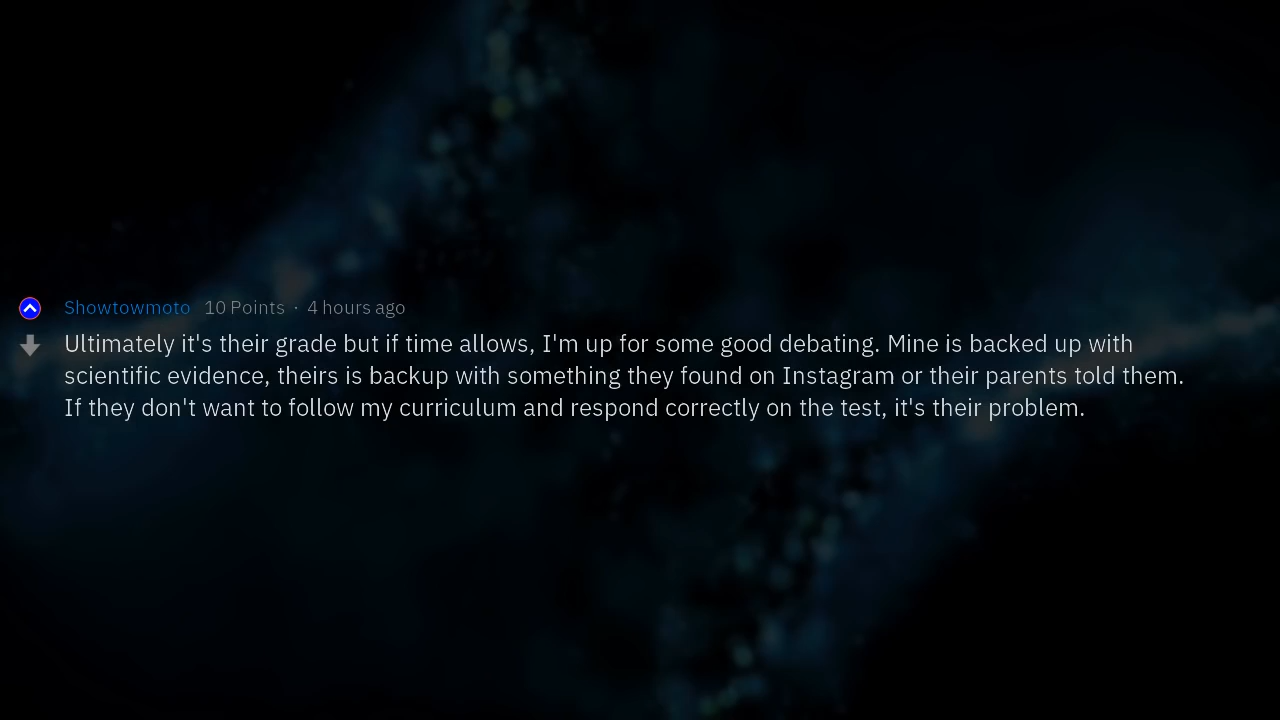 Showtowmoto 10 Points · 4 hours ago
Ultimately it's their grade but if time allows, I'm up for some good debating. Mine is backed up with
scientific evidence, theirs is backup with something they found on Instagram or their parents told them.
If they don't want to follow my curriculum and respond correctly on the test, it's their problem.